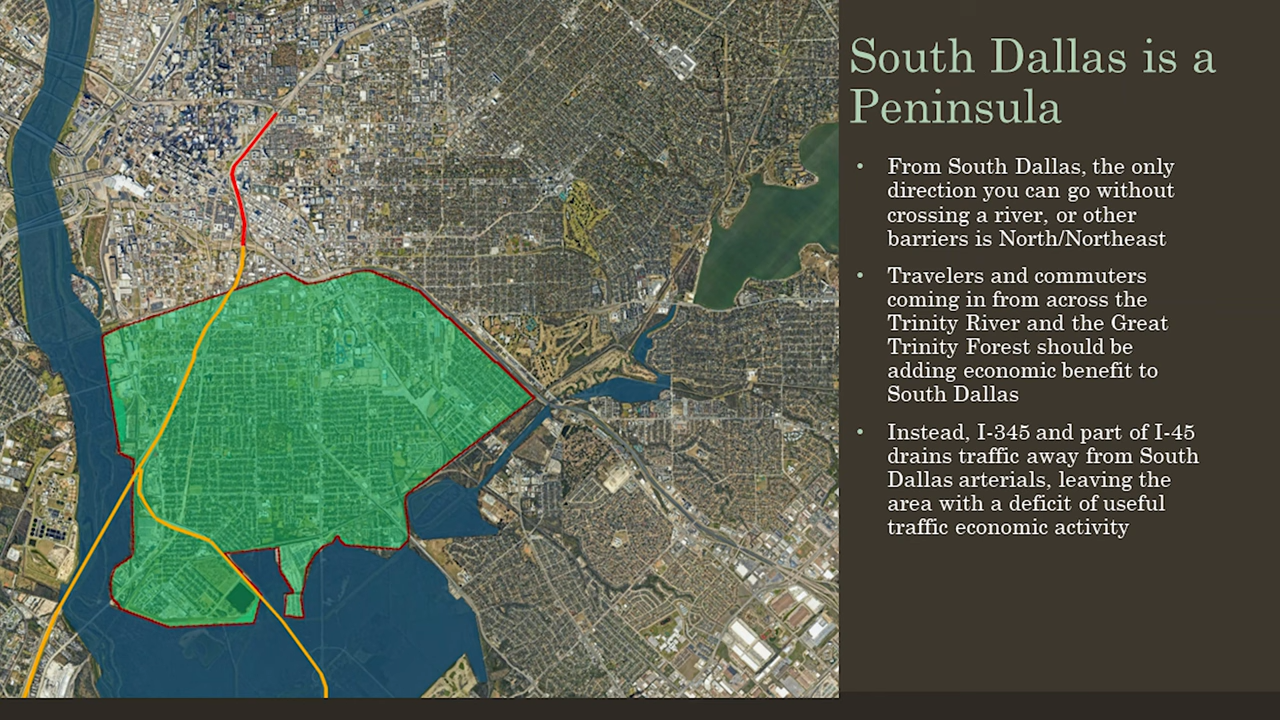 South Dallas is a
Peninsula
• From South Dallas, the only
direction you can go without
crossing a river, or other
barriers is North/Northeast
• Travelers and commuters
coming in from across the
Trinity River and the Great
Trinity Forest should be
adding economic benefit to
South Dallas
• Instead, I-345 and part of I-45
drains traffic away from South
Dallas arterials, leaving the
area with a deficit of useful
traffic economic activity